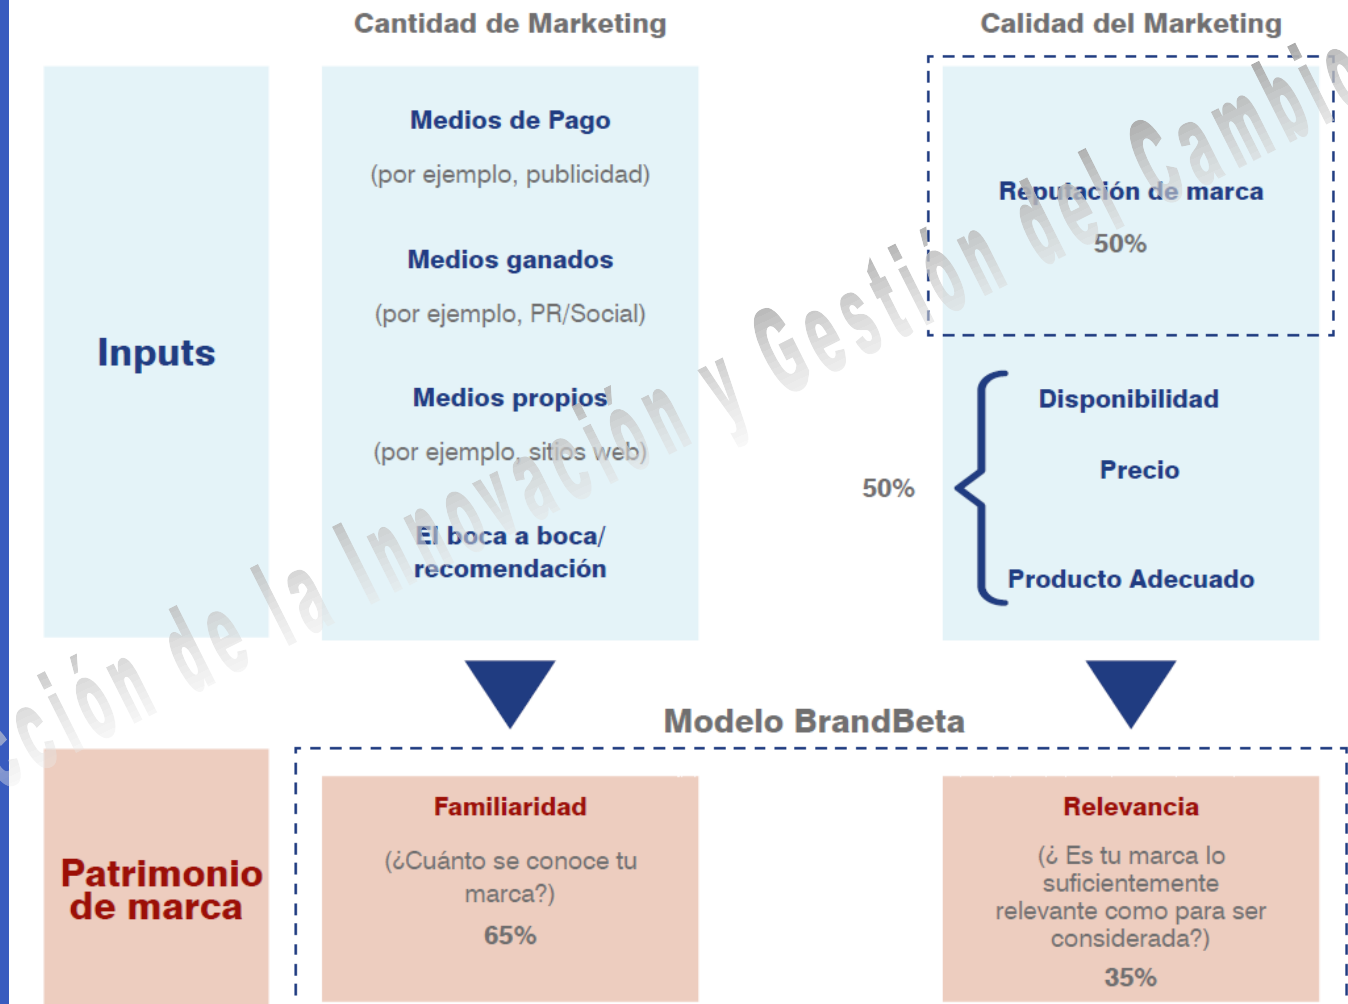 Cantidad de Marketing
Calidad del Marketing
Inputs
Medios de Pago
(por ejemplo, publicidad)
Medios ganados
(por ejemplo, PR/Social)
Medios propios
(por ejemplo, sitios web)
El boca a boca/
recomendación
Reputación de marca
50%
50%
Disponibilidad
Precio
Producto Adecuado
Modelo BrandBeta
Patrimonio
de marca
Familiaridad
(¿Cuánto se conoce tu
marca?)
65%
Relevancia
(¿ Es tu marca lo
suficientemente
relevante como para ser
considerada?)
35%
de la Innovación y Gestión del Cambio